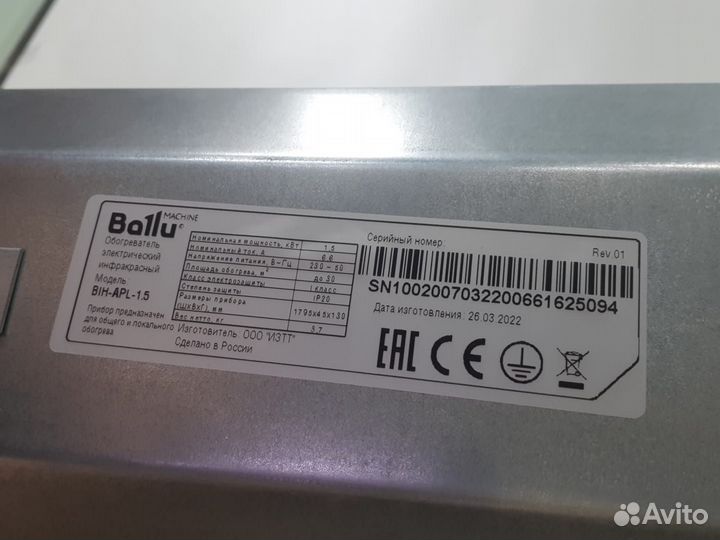 Ballu MACHINE
Обогреватель
электрический
инфракрасный
Модель
BIH-APL-1.5
Прибор предназначен
для общего и локального
обогрева
Номинальная мощность, кВт 1.5
Номинальный ток. А 6.6
Напряжение питания, В~Гц 230 ~ 50
Площадь обогрева, м² до 30
Класс электрозащиты I класс
Степень защиты IP20
Размеры прибора
(ШхВхГ), мм 1795x45x130
Вес нетто. кг 3.7
Изготовитель: ООО "ИЗТТ"
Сделано в России
Серийный номер:
Rev.01
SN1002007032200661625094
Дата изготовления: 26.03.2022
EAC CE
Avito